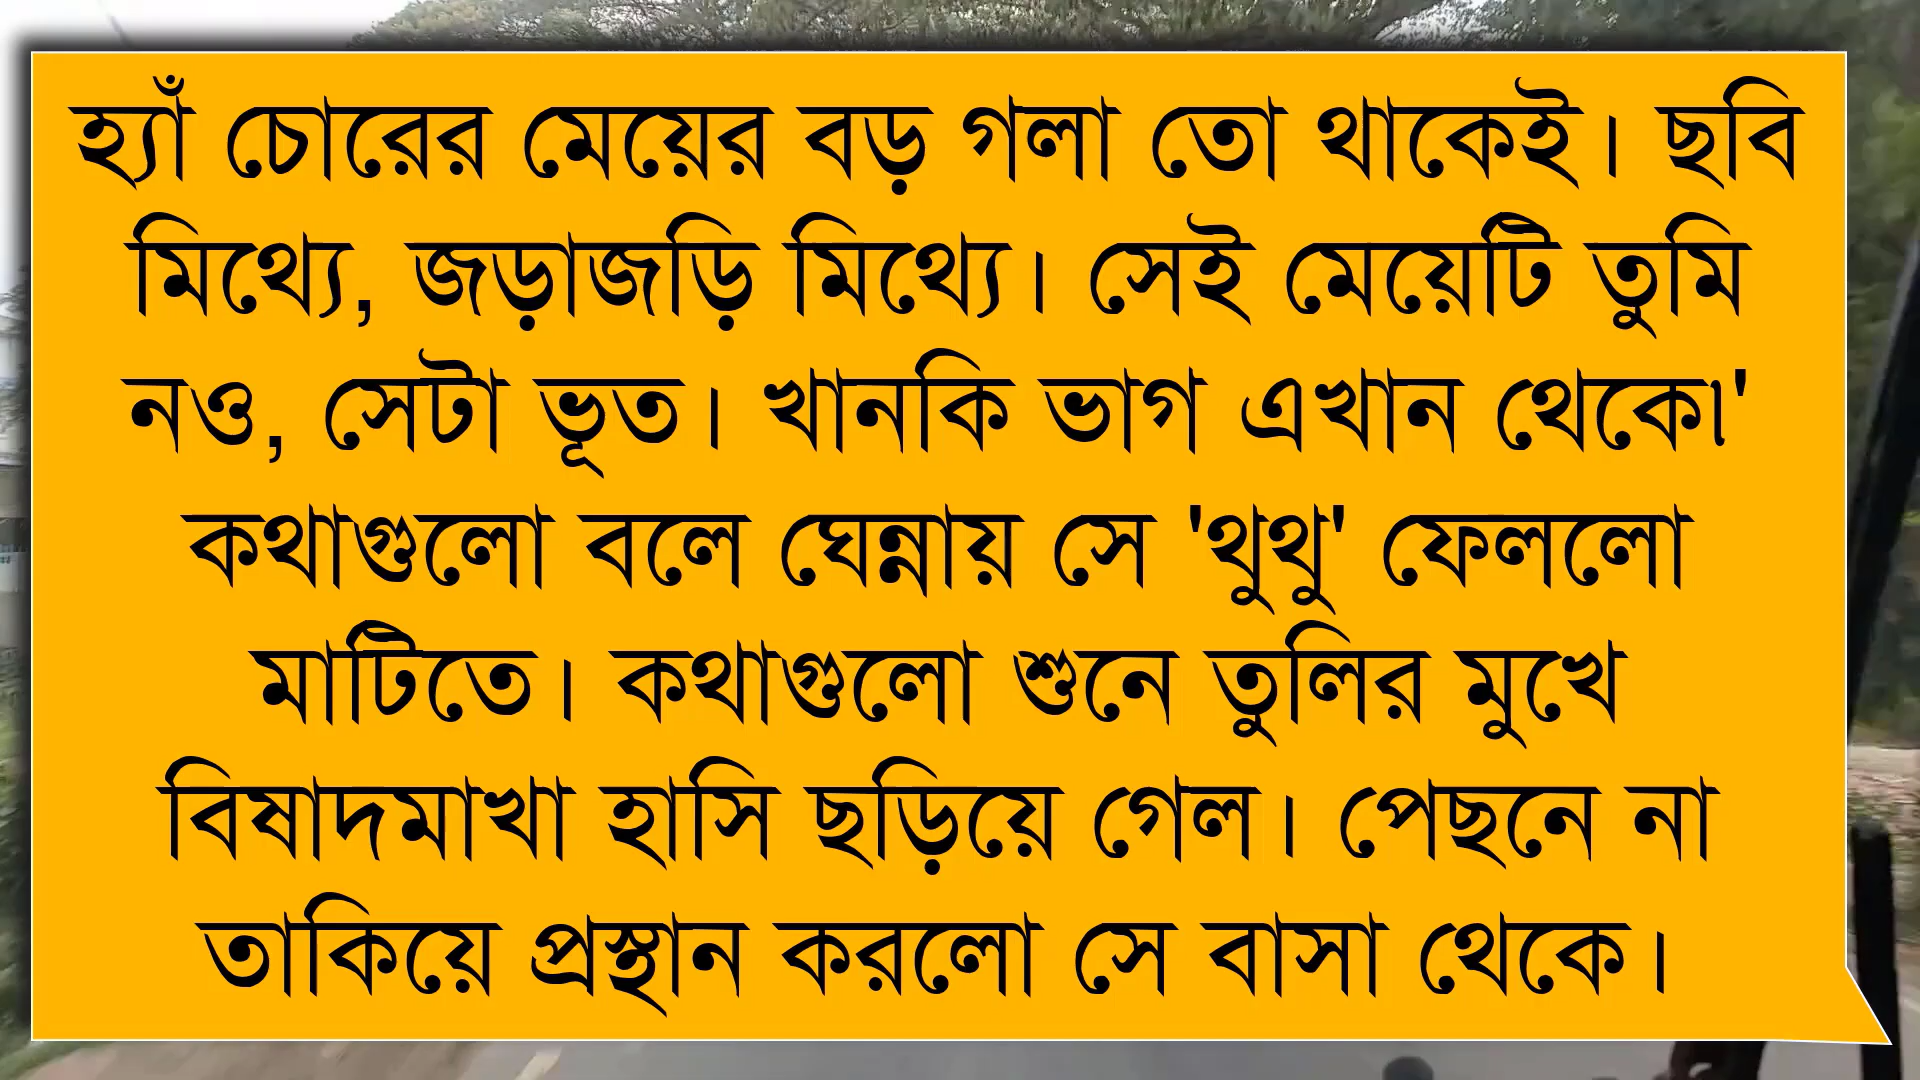 হ্যাঁ চোরের মেয়ের বড় গলা তো থাকেই। ছবি
মিথ্যে, জড়াজড়ি মিথ্যে। সেই মেয়েটি তুমি
নও, সেটা ভূত। খানকি ভাগ এখান থেকে৷'
কথাগুলো বলে ঘেন্নায় সে 'থুথু' ফেললো
মাটিতে। কথাগুলো শুনে তুলির মুখে
বিষাদমাখা হাসি ছড়িয়ে গেল। পেছনে না
তাকিয়ে প্রস্থান করলো সে বাসা থেকে।